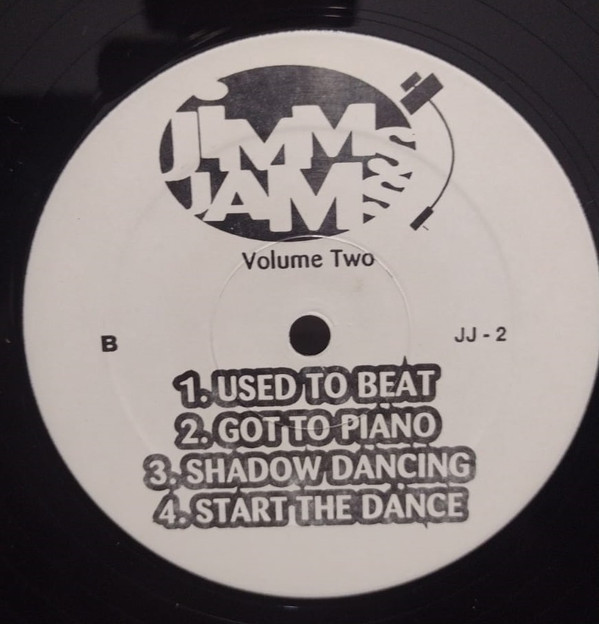 JIMMS
JAMS
Volume Two
B
JJ - 2
1. USED TO BEAT
2. GOT TO PIANO
3. SHADOW DANCING
4. START THE DANCE